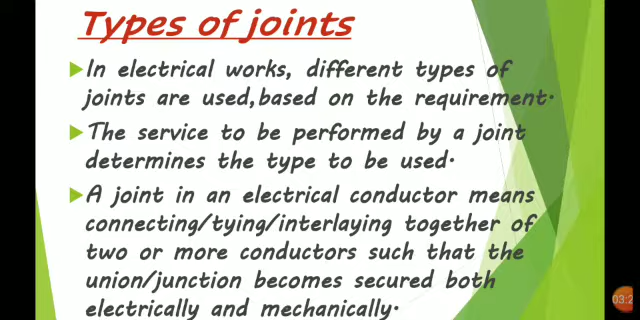 Types of joints
In electrical works, different types of
joints are used,based on the requirement.
The service to be performed by a joint
determines the type to be used.
A joint in an electrical conductor means
connecting/tying/interlaying together of
two or more conductors such that the
union/junction becomes secured both
electrically and mechanically.